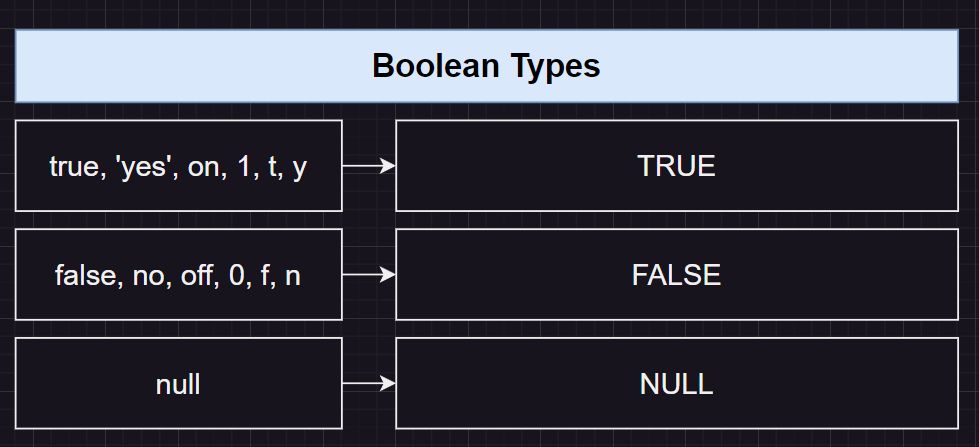 Boolean Types
true, 'yes', on, 1, t, y
TRUE
false, no, off, 0, f, n
FALSE
null
NULL